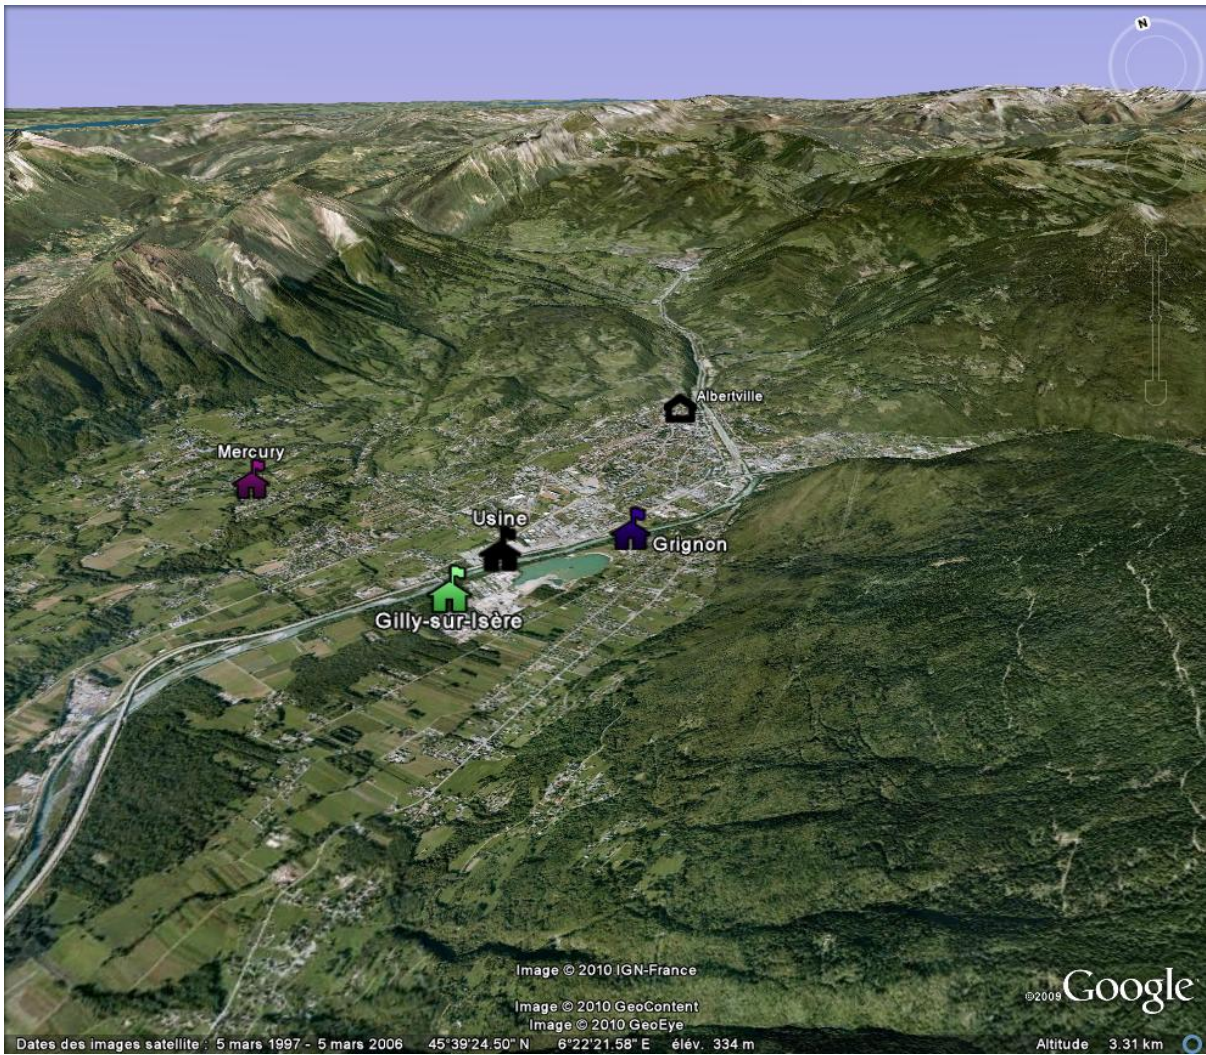 N
Albertville
Mercury
Usine
Grignon
Gilly-sur-Isère
Image © 2010 IGN-France
©2009 Google
Image © 2010 GeoContent
Image © 2010 GeoEye
Dates des images satellite : 5 mars 1997 - 5 mars 2006 45°39'24.50" N 6°22'21.58" E élév. 334 m Altitude 3.31 km